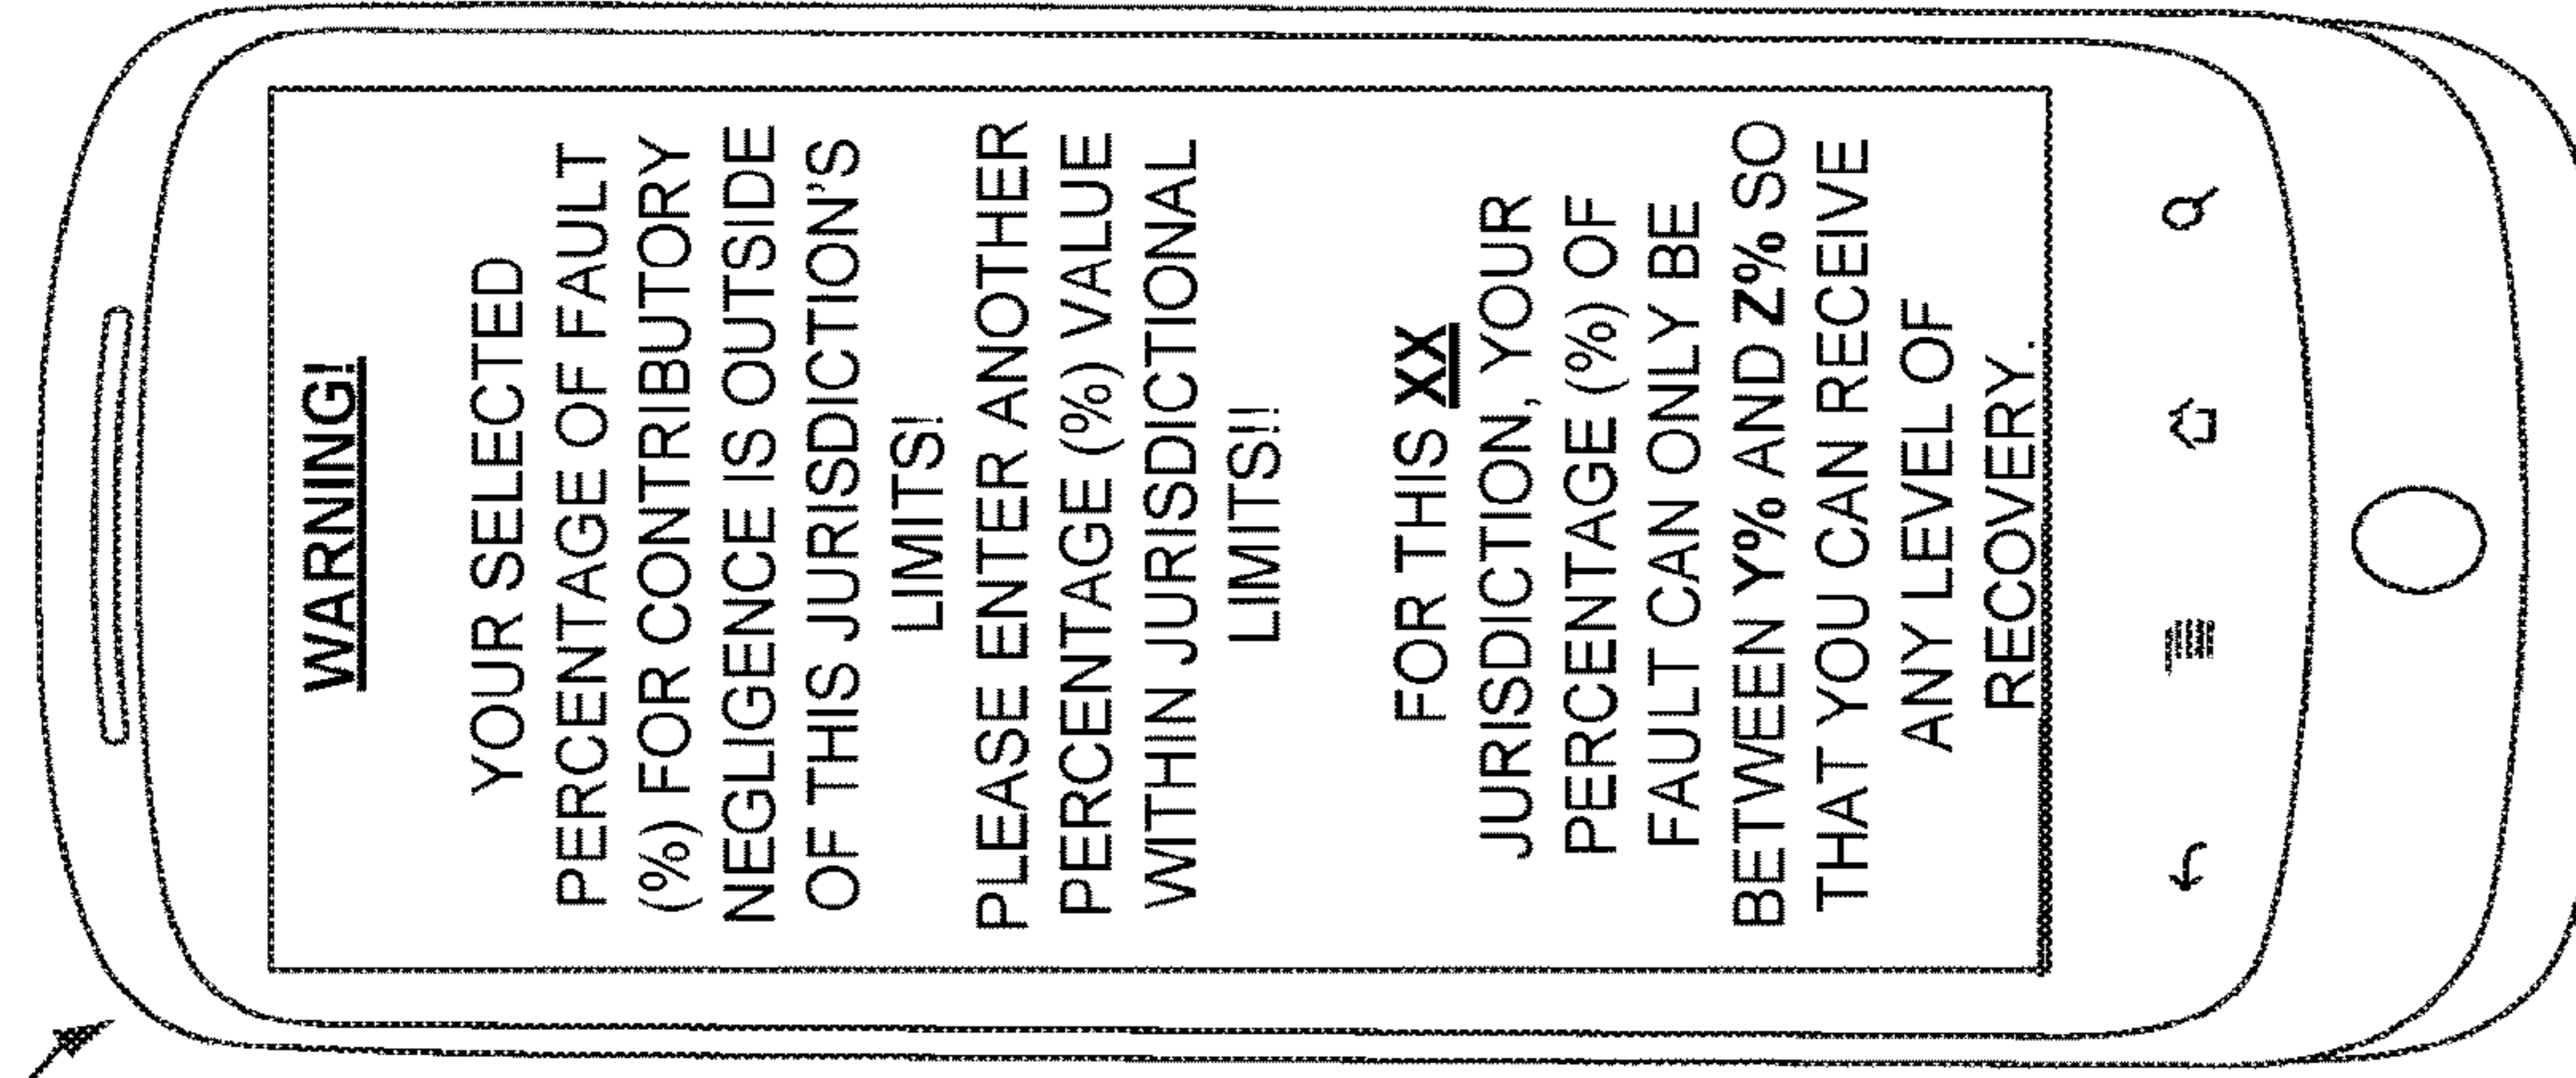 WARNING!
YOUR SELECTED
PERCENTAGE OF FAULT
(%) FOR CONTRIBUTORY
NEGLIGENCE IS OUTSIDE
OF THIS JURISDICTION'S
LIMITS!
PLEASE ENTER ANOTHER
PERCENTAGE (%) VALUE
WITHIN JURISDICTIONAL
LIMITS!!
FOR THIS XX
JURISDICTION, YOUR
PERCENTAGE (%) OF
FAULT CAN ONLY BE
BETWEEN Y% AND Z% SO
THAT YOU CAN RECEIVE
ANY LEVEL OF
RECOVERY.